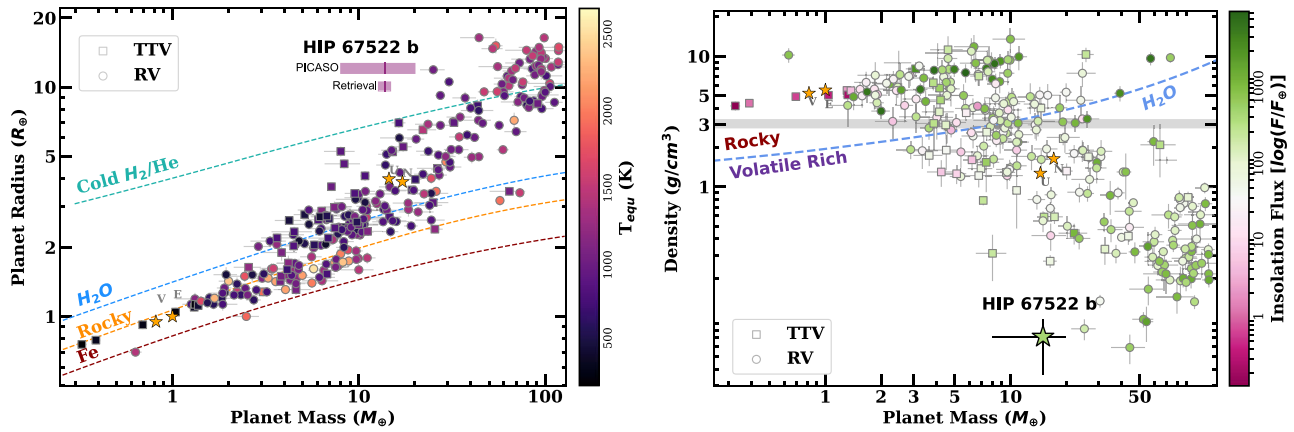 20
10
5
2
1
Planet Radius (R⊕)
1
10
100
Planet Mass (M⊕)
TTV
RV
HIP 67522 b
PICASO
Retrieval
Cold H2/He
H2O
Rocky
Fe
V E
U N
2500
2000
1500
1000
500
Tequ (K)
10
5
3
1
Density (g/cm³)
1
2
3
5
10
50
Planet Mass (M⊕)
H2O
Rocky
Volatile Rich
V E
U N
HIP 67522 b
TTV
RV
1000
100
10
1
Insolation Flux [log(F/F⊕)]